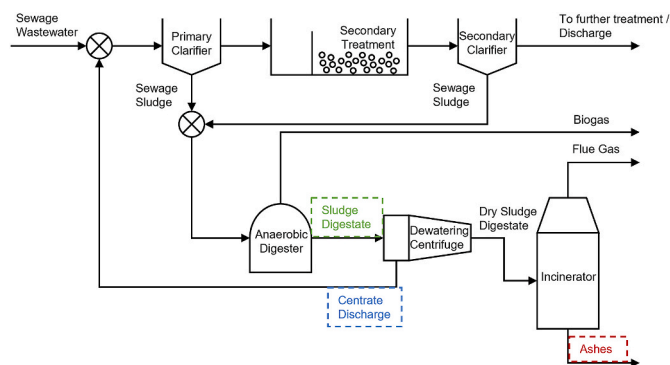 Sewage
Wastewater
Primary
Clarifier
Secondary
Treatment
Secondary
Clarifier
To further treatment /
Discharge
Sewage
Sludge
Sewage
Sludge
Biogas
Flue Gas
Sludge
Digestate
Anaerobic
Digester
Dewatering
Centrifuge
Dry Sludge
Digestate
Incinerator
Centrate
Discharge
Ashes